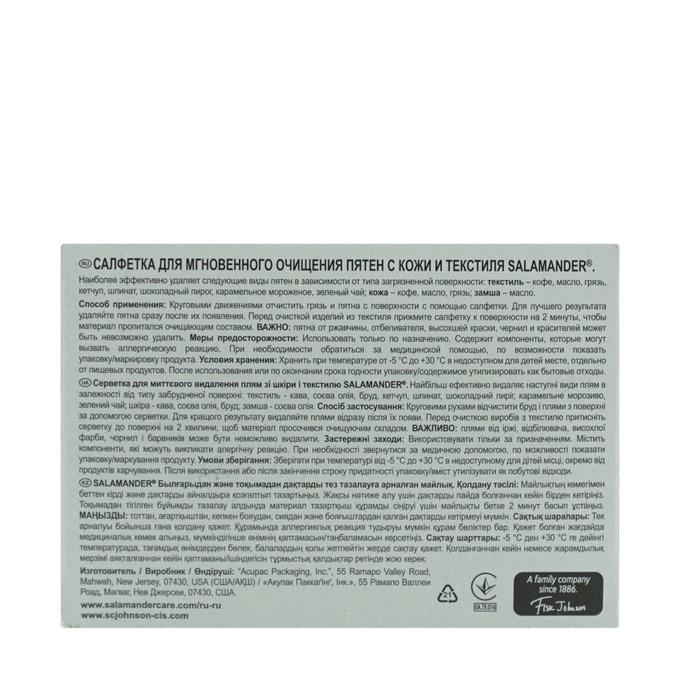 RU САЛФЕТКА ДЛЯ МГНОВЕННОГО ОЧИЩЕНИЯ ПЯТЕН С КОЖИ И ТЕКСТИЛЯ SALAMANDER®.
Наиболее эффективно удаляет следующие виды пятен в зависимости от типа загрязненной поверхности: текстиль – кофе, масло, грязь,
кетчуп, шпинат, шоколадный пирог, карамельное мороженое, зеленый чай; кожа – кофе, масло, грязь; замша – масло.
Способ применения: Круговыми движениями отчистить грязь и пятна с поверхности с помощью салфетки. Для лучшего результата
удаляйте пятна сразу после их появления. Перед очисткой изделий из текстиля прижмите салфетку к поверхности на 2 минуты, чтобы
материал пропитался очищающим составом. ВАЖНО: пятна от ржавчины, отбеливателя, высохшей краски, чернил и красителей может
быть невозможно удалить. Меры предосторожности: Использовать только по назначению. Содержит компоненты, которые могут
вызвать аллергическую реакцию. При необходимости обратиться за медицинской помощью, по возможности показать
упаковку/маркировку продукта. Условия хранения: Хранить при температуре от -5 °C до +30 °C в недоступном для детей месте, отдельно
от пищевых продуктов. После использования или по окончании срока годности упаковку/содержимое утилизировать как бытовые отходы.
UA Серветка для миттєвого видалення плям зі шкіри і текстилю SALAMANDER®. Найбільш ефективно видаляє наступні види плям в
залежності від типу забрудненої поверхні: текстиль - кава, соєва олія, бруд, кетчуп, шпинат, шоколадний пиріг, карамельне морозиво,
зелений чай; шкіра - кава, соєва олія, бруд; замша - соєва олія. Спосіб застосування: Круговими рухами відчистити бруд і плями з поверхні
за допомогою серветки. Для кращого результату видаляйте плями відразу після їх появи. Перед очисткою виробів з текстилю притисніть
серветку до поверхні на 2 хвилини, щоб матеріал просочився очищуючим складом. ВАЖЛИВО: плями від іржі, відбілювача, висохлої
фарби, чорнил і барвників може бути неможливо видалити. Застережні заходи: Використовувати тільки за призначенням. Містить
компоненти, які можуть викликати алергічну реакцію. При необхідності звернутися за медичною допомогою, по можливості показати
упаковку/маркування продукту. Умови зберігання: Зберігати при температурі від -5 °C до +30 °C в недоступному для дітей місці, окремо від
продуктів харчування. Після використання або після закінчення строку придатності упаковку/вміст утилізувати як побутові відходи.
KZ SALAMANDER® Былғарыдан және тоқымадан дақтарды тез тазалауға арналған майлық. Қолдану тәсілі: Майлықтың көмегімен
беттен кірді және дақтарды айналдыра қозғалтып тазартыңыз. Жақсы нәтиже алу үшін дақтарды пайда болғаннан кейін бірден кетіріңіз.
Тоқымадан тігілген бұйымды тазалау алдында материал тазартқыш құрамды сіңіруі үшін майлықты бетке 2 минут басып ұстаңыз.
МАҢЫЗДЫ: тоттан, ағартқыштан, кепкен бояудан, сиядан және бояғыштардан қалған дақтарды кетірмеуі мүмкін. Сақтық шаралары: Тек
арналуы бойынша ғана қолдану қажет. Құрамында аллергиялық реакция тудыруы мүмкін құрам бөліктер бар. Қажет болған жағдайда
медициналық көмек алыңыз, мүмкіндігінше өнімнің қаптамасын/таңбаламасын көрсетіңіз. Сақтау шарттары: -5 °C ден +30 °C ге дейінгі
температурада, тағамдық өнімдерден бөлек, балалардың қолы жетпейтін жерде сақтау қажет. Қолданғаннан кейін немесе жарамдылық
мерзімі аяқталғаннан кейін қаптаманы/ішіндегісін тұрмыстық қалдықтар ретінде кәдеге жаратыңыз.
Изготовитель / Виробник / Өндіруші: "Acupac Packaging, Inc.", 55 Ramapo Valley Road,
Mahwah, New Jersey, 07430, USA (США/АҚШ) / «Акупак Паккаґінґ, Інк.», 55 Рамапо Валлеи
Роад, Магваг, Нев Джерсеи, 07430, США.
www.salamandercare.com/ru-ru
www.scjohnson-cis.com
21
UA.TR.014
A family company
since 1886.
Fisk Johnson